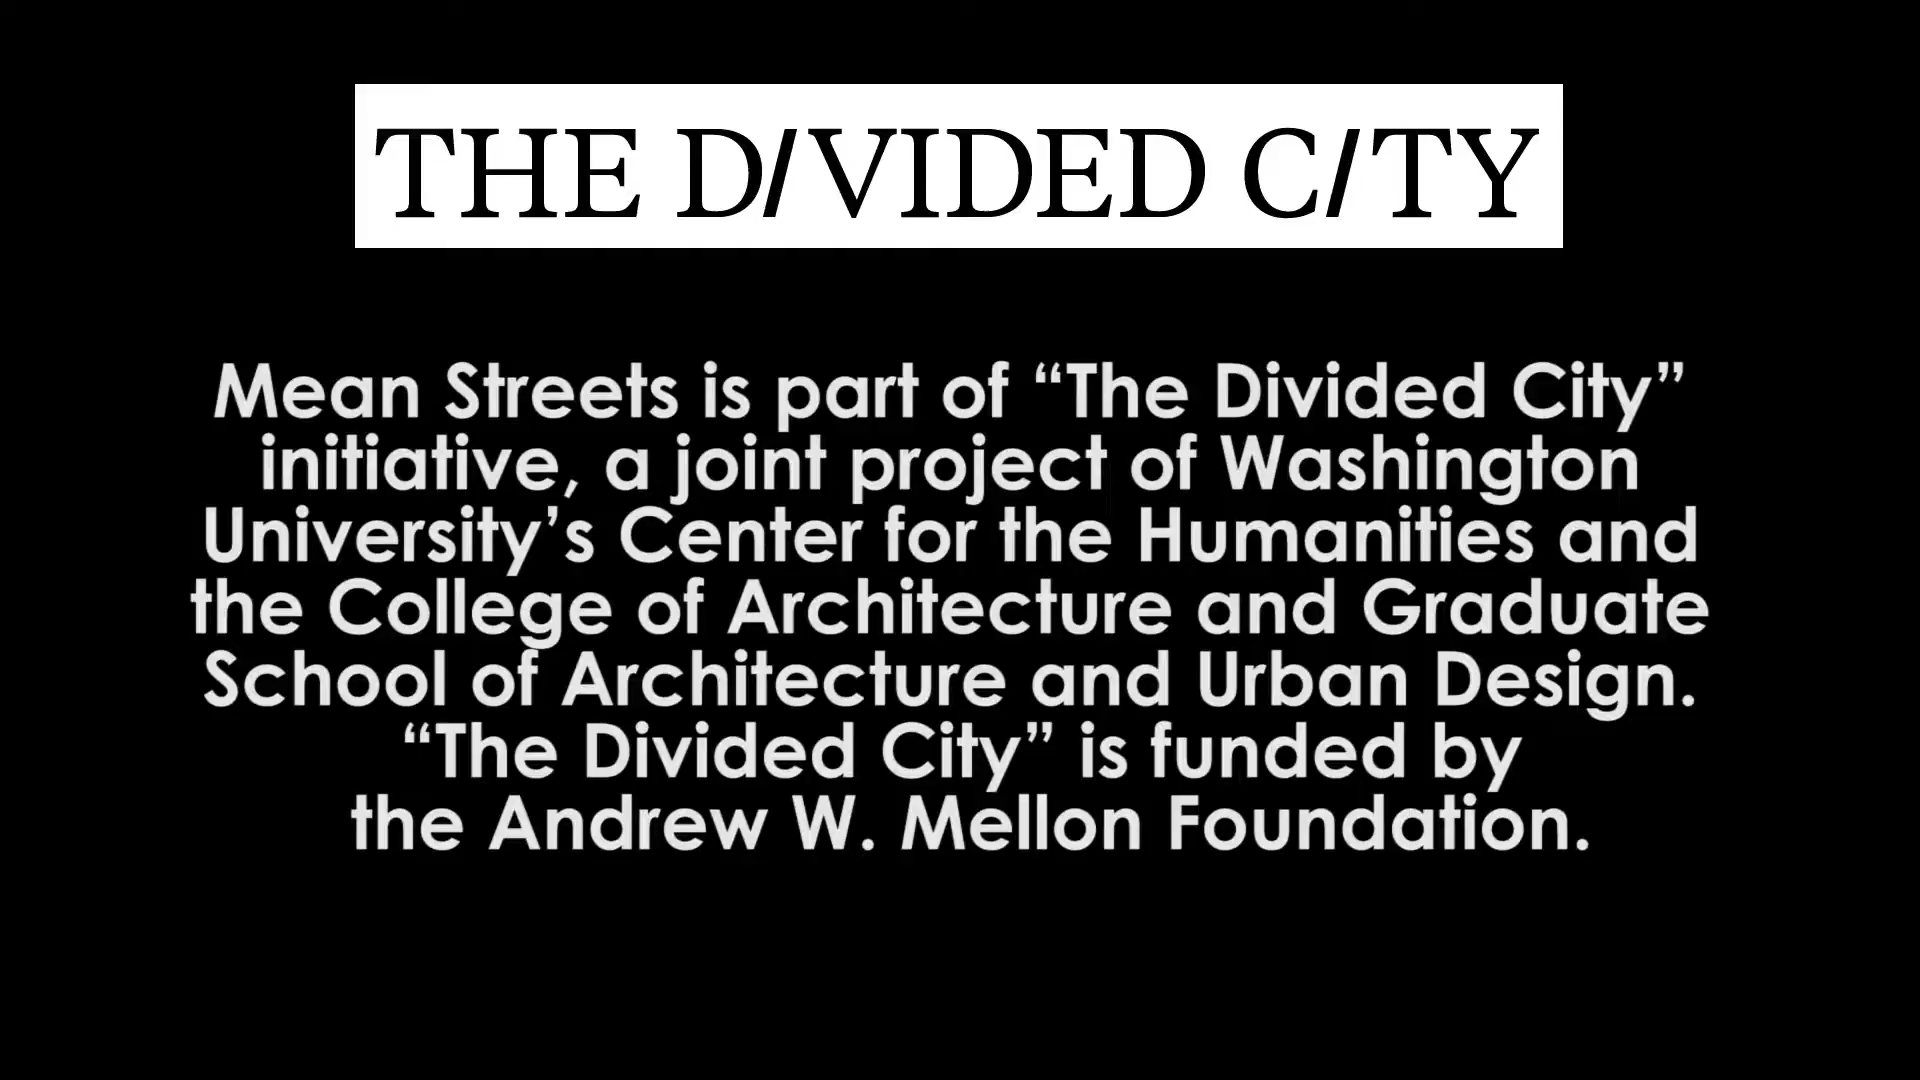 THE D/VIDED C/TY
Mean Streets is part of “The Divided City”
initiative, a joint project of Washington
University’s Center for the Humanities and
the College of Architecture and Graduate
School of Architecture and Urban Design.
“The Divided City” is funded by
the Andrew W. Mellon Foundation.